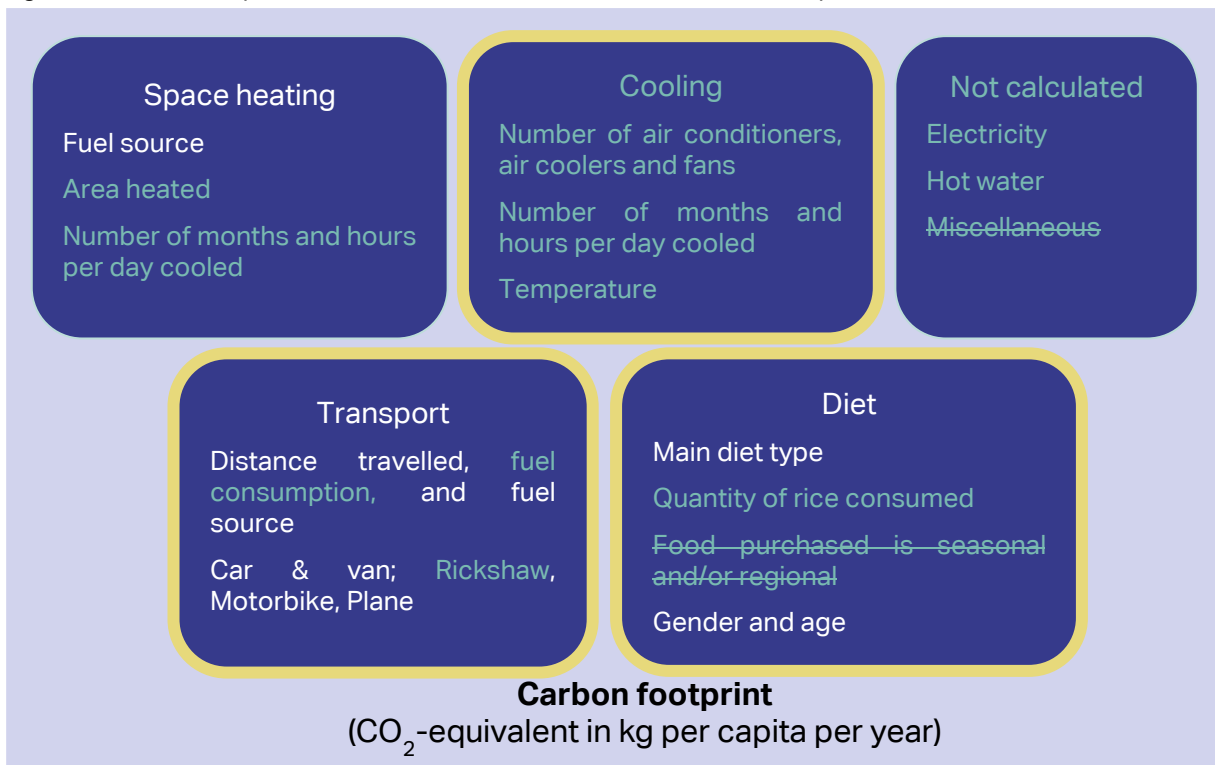 Space heating
Fuel source
Area heated
Number of months and hours
per day cooled
Cooling
Number of air conditioners,
air coolers and fans
Number of months and
hours per day cooled
Temperature
Not calculated
Electricity
Hot water
Miscellaneous
Transport
Distance travelled, fuel
consumption, and fuel
source
Car & van; Rickshaw,
Motorbike, Plane
Diet
Main diet type
Quantity of rice consumed
Food purchased is seasonal
and/or regional
Gender and age
Carbon footprint
(CO2-equivalent in kg per capita per year)